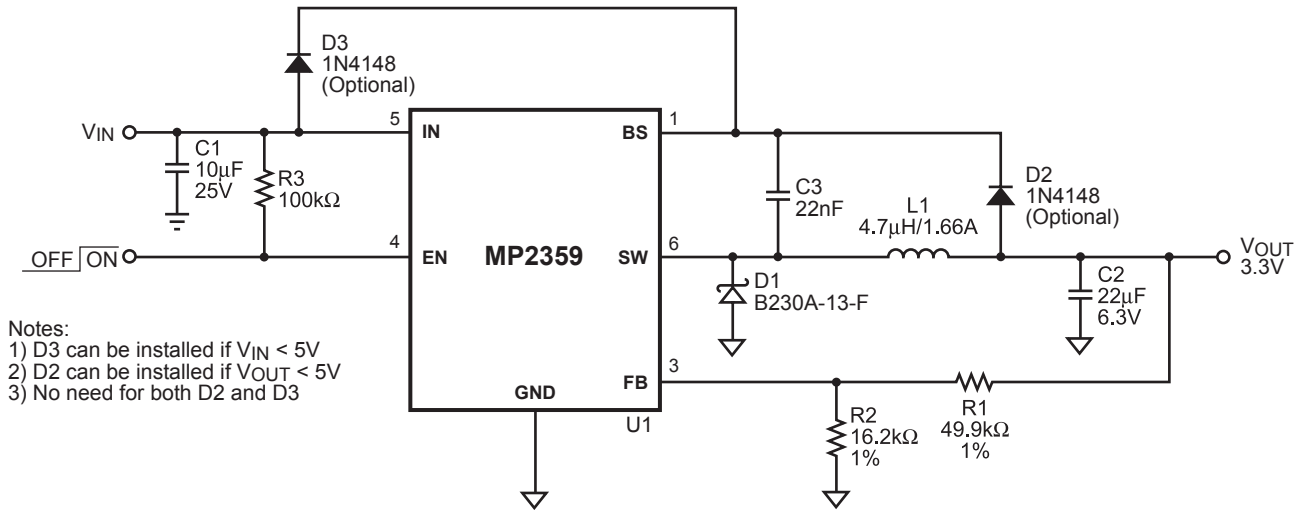 D3
1N4148
(Optional)
VIN
C1
10μF
25V
R3
100kΩ
5
IN
BS
1
C3
22nF
D2
1N4148
(Optional)
L1
4.7μH/1.66A
OFF ON
4
EN
MP2359
SW
6
VOUT
3.3V
D1
B230A-13-F
C2
22μF
6.3V
Notes:
1) D3 can be installed if VIN < 5V
2) D2 can be installed if VOUT < 5V
3) No need for both D2 and D3
FB
3
GND
U1
R2
16.2kΩ
1%
R1
49.9kΩ
1%